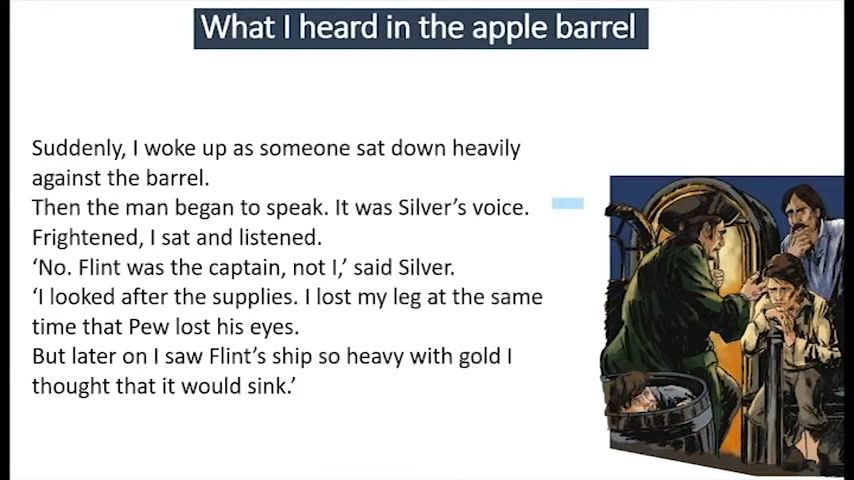 What I heard in the apple barrel
Suddenly, I woke up as someone sat down heavily
against the barrel.
Then the man began to speak. It was Silver’s voice.
Frightened, I sat and listened.
‘No. Flint was the captain, not I,’ said Silver.
‘I looked after the supplies. I lost my leg at the same
time that Pew lost his eyes.
But later on I saw Flint’s ship so heavy with gold I
thought that it would sink.’